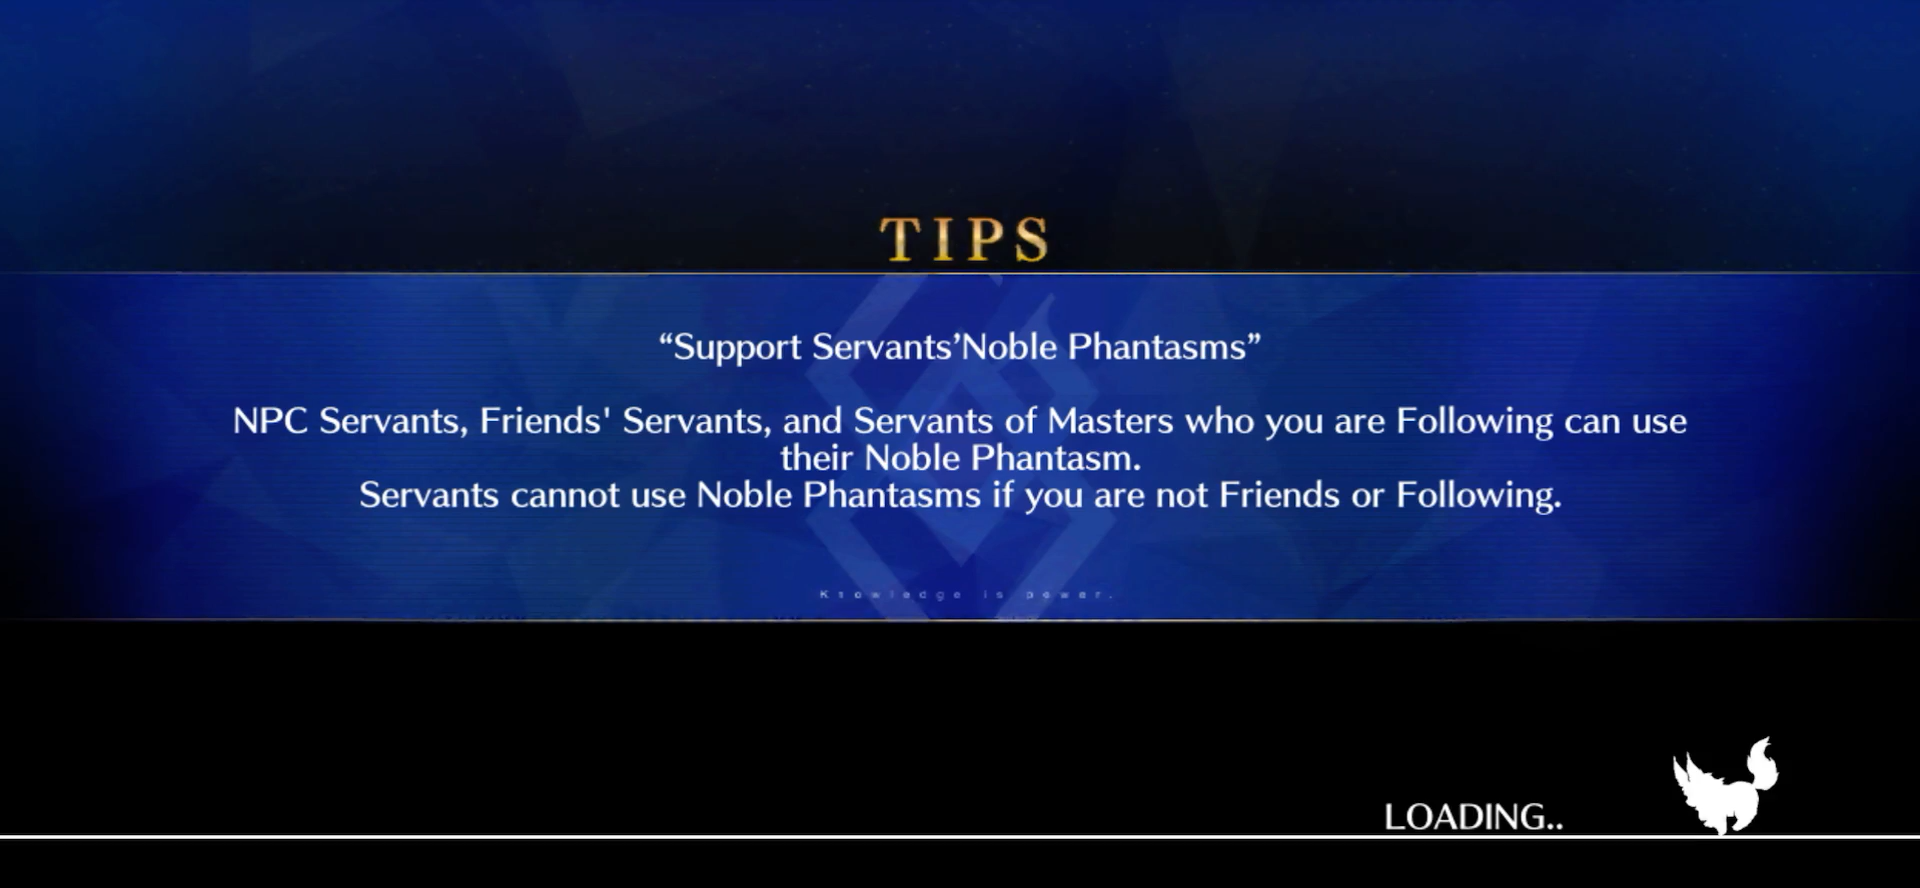 TIPS
“Support Servants’Noble Phantasms”
NPC Servants, Friends' Servants, and Servants of Masters who you are Following can use
their Noble Phantasm.
Servants cannot use Noble Phantasms if you are not Friends or Following.
Knowledge is power.
LOADING..